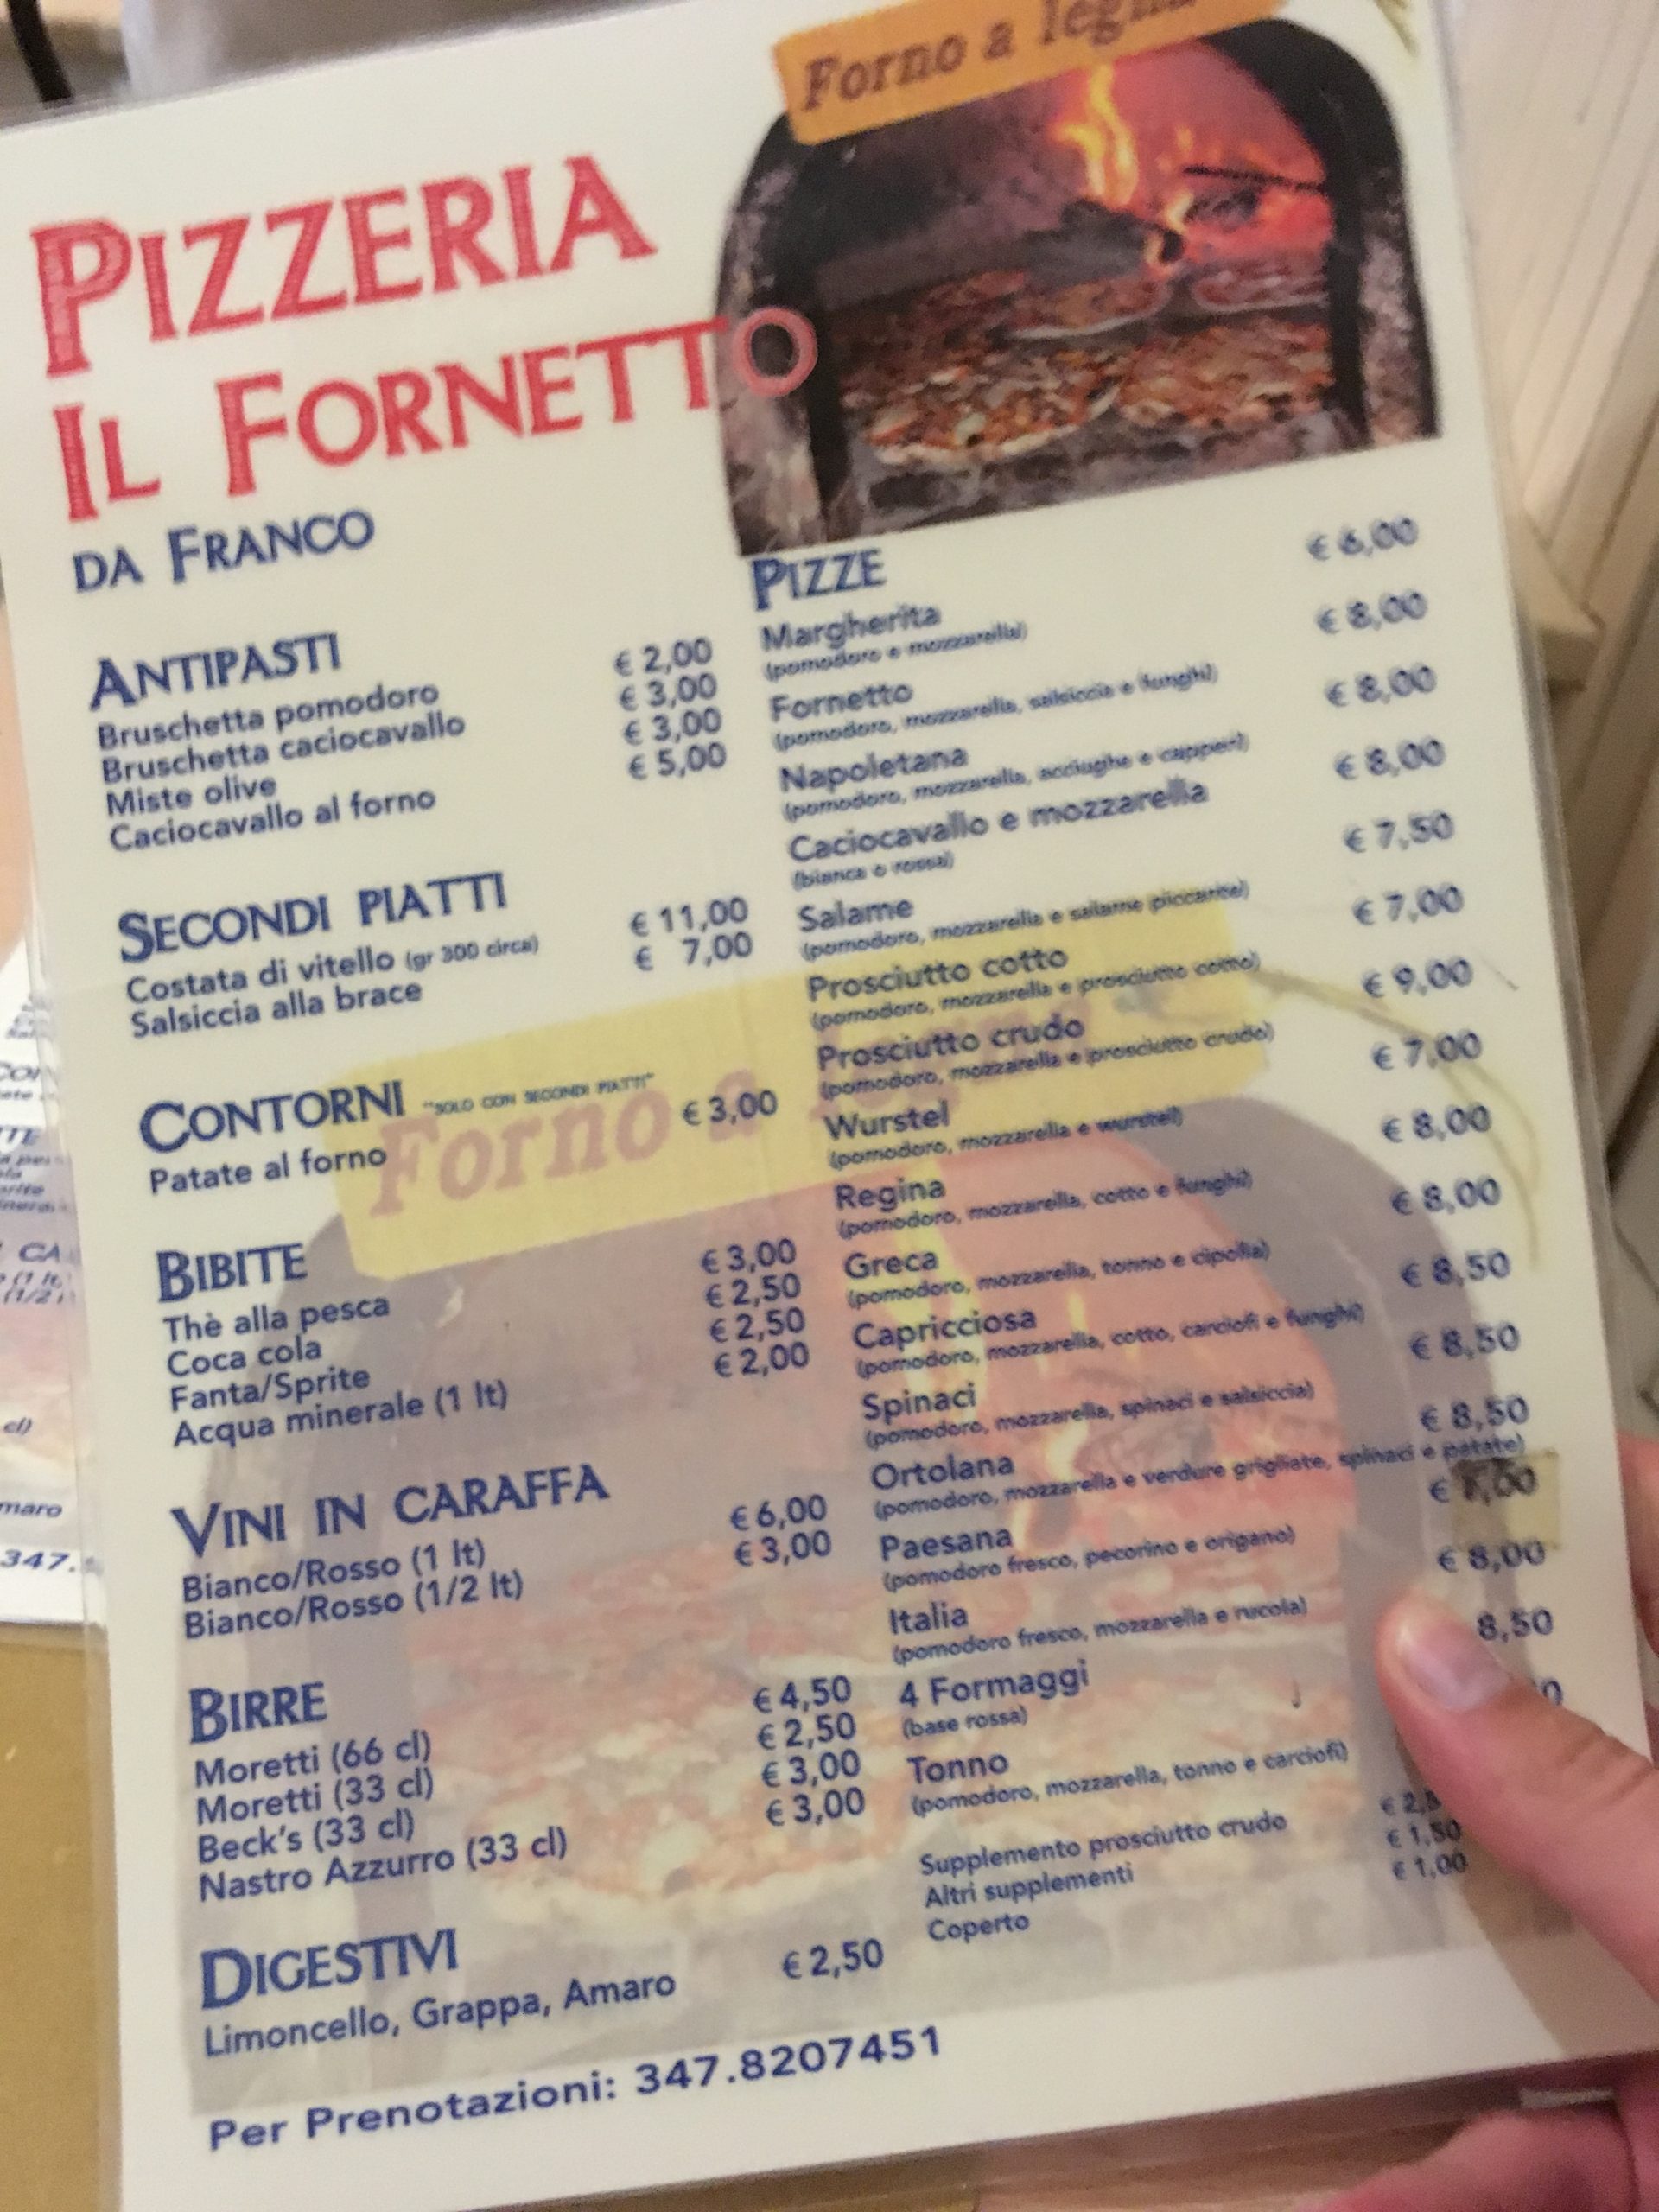 Forno a legna
PIZZERIA
IL FORNETTO
DA FRANCO
ANTIPASTI
Bruschetta pomodoro € 2,00
Bruschetta caciocavallo € 3,00
Miste olive € 3,00
Caciocavallo al forno € 5,00
SECONDI PIATTI
Costata di vitello (gr 300 circa) € 11,00
Salsiccia alla brace € 7,00
CONTORNI "SOLO CON SECONDI PIATTI"
Patate al forno € 3,00
Forno a
BIBITE
Thè alla pesca € 3,00
Coca cola € 2,50
Fanta/Sprite € 2,50
Acqua minerale (1 lt) € 2,00
VINI IN CARAFFA
Bianco/Rosso (1 lt) € 6,00
Bianco/Rosso (1/2 lt) € 3,00
BIRRE
Moretti (66 cl) € 4,50
Moretti (33 cl) € 2,50
Beck's (33 cl) € 3,00
Nastro Azzurro (33 cl) € 3,00
DIGESTIVI
Limoncello, Grappa, Amaro € 2,50
PIZZE
Margherita € 6,00
(pomodoro e mozzarella)
Fornetto € 8,00
(pomodoro, mozzarella, salsiccia e funghi)
Napoletana € 8,00
(pomodoro, mozzarella, acciughe e capperi)
Caciocavallo e mozzarella € 8,00
(bianca o rossa)
Salame € 7,50
(pomodoro, mozzarella e salame piccante)
Prosciutto cotto € 7,00
(pomodoro, mozzarella e prosciutto cotto)
Prosciutto crudo € 9,00
(pomodoro, mozzarella e prosciutto crudo)
Wurstel € 7,00
(pomodoro, mozzarella e wurstel)
Regina € 8,00
(pomodoro, mozzarella, cotto e funghi)
Greca € 8,00
(pomodoro, mozzarella, tonno e cipolla)
Capricciosa € 8,50
(pomodoro, mozzarella, cotto, carciofi e funghi)
Spinaci € 8,50
(pomodoro, mozzarella, spinaci e salsiccia)
Ortolana € 8,50
(pomodoro, mozzarella e verdure grigliate, spinaci e patate)
Paesana €
(pomodoro fresco, pecorino e origano)
Italia € 8,00
(pomodoro fresco, mozzarella e rucola)
4 Formaggi 8,50
(base rossa)
Tonno
(pomodoro, mozzarella, tonno e carciofi)
Supplemento prosciutto crudo € 2,5
Altri supplementi € 1,50
Coperto € 1,00
Per Prenotazioni: 347.8207451
maro
347.